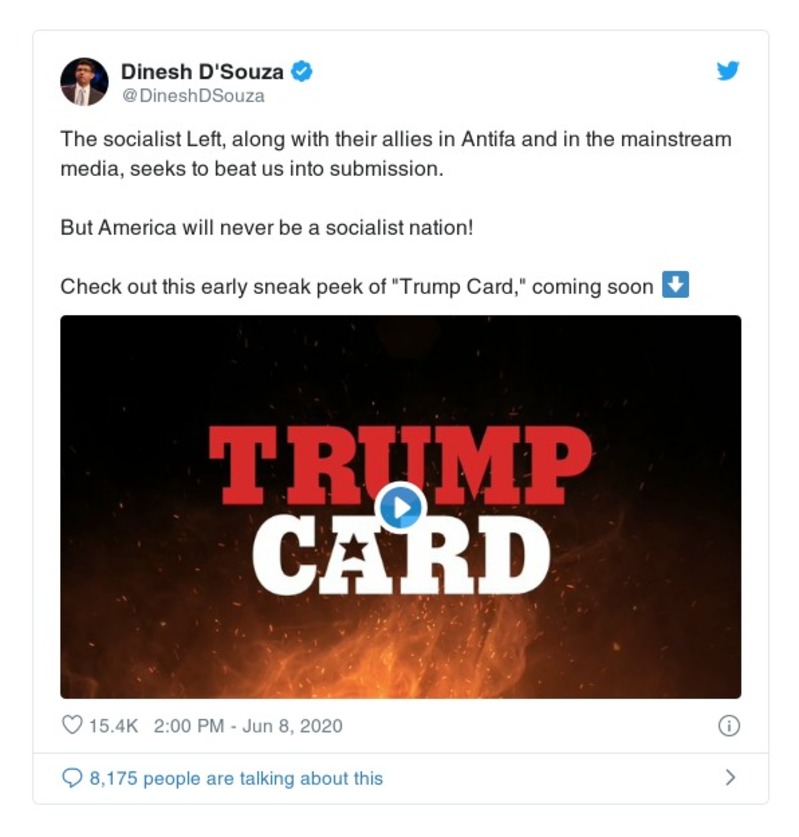 Dinesh D'Souza
@DineshDSouza
The socialist Left, along with their allies in Antifa and in the mainstream
media, seeks to beat us into submission.
But America will never be a socialist nation!
Check out this early sneak peek of "Trump Card," coming soon
TRUMP
CARD
15.4K 2:00 PM - Jun 8, 2020
8,175 people are talking about this